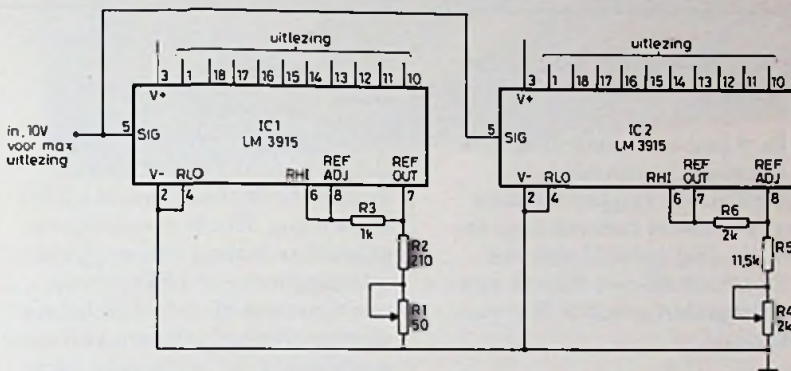 uitlezing
uitlezing
3 1 18 17 16 15 14 13 12 11 10
3 1 18 17 16 15 14 13 12 11 10
V+
V+
in, 10V
voor max
uitlezing
5
SIG
IC1
LM 3915
5
SIG
IC2
LM 3915
V-
RLO
RHI
REF
ADJ
REF
OUT
V-
RLO
RHI
REF
OUT
REF
ADJ
2
4
6
8
7
2
4
6
7
8
R3
1k
R6
2k
R2
210
R5
11,5k
R1
50
R4
2k